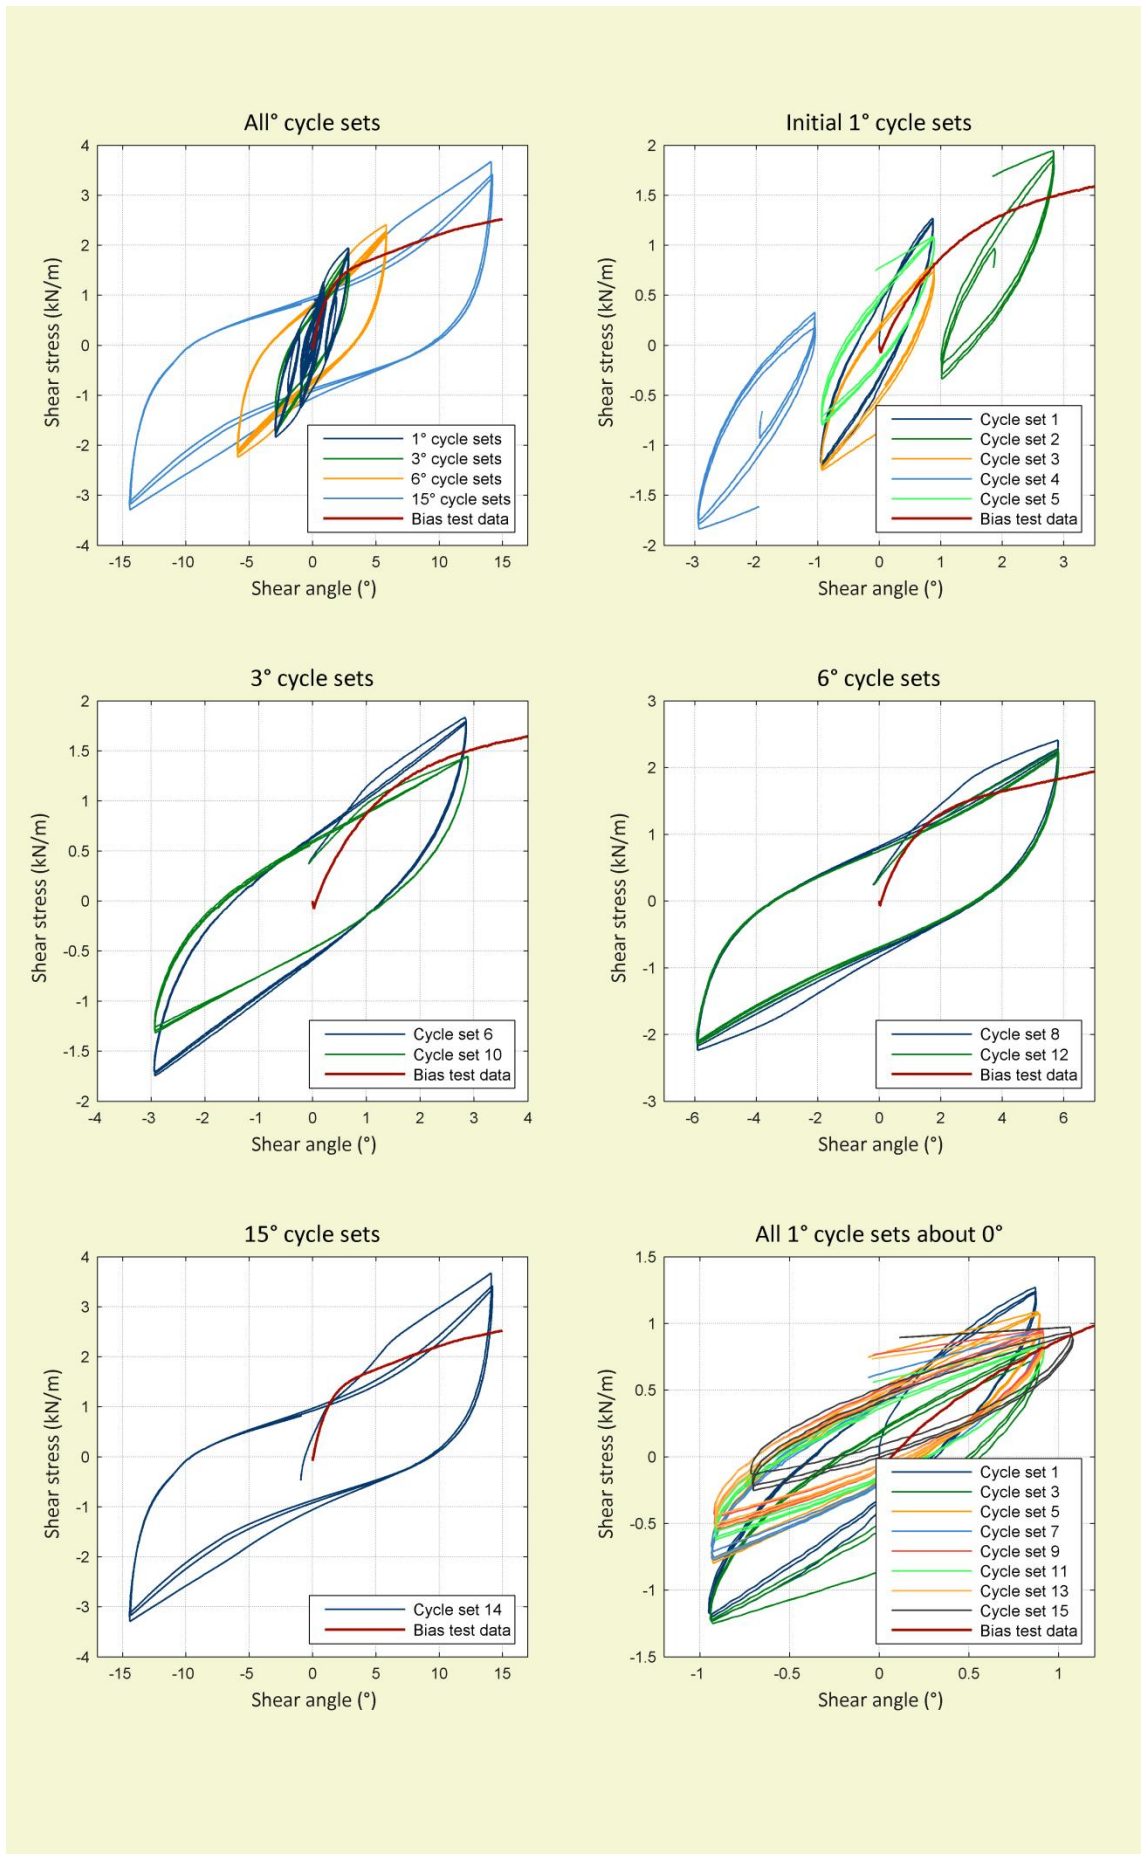 All° cycle sets
4
3
2
1
0
-1
-2
-3
-4
Shear stress (kN/m)
-15 -10 -5 0 5 10 15
Shear angle (°)
1° cycle sets
3° cycle sets
6° cycle sets
15° cycle sets
Bias test data
Initial 1° cycle sets
2
1.5
1
0.5
0
-0.5
-1
-1.5
-2
Shear stress (kN/m)
-3 -2 -1 0 1 2 3
Shear angle (°)
Cycle set 1
Cycle set 2
Cycle set 3
Cycle set 4
Cycle set 5
Bias test data
3° cycle sets
2
1.5
1
0.5
0
-0.5
-1
-1.5
-2
Shear stress (kN/m)
-4 -3 -2 -1 0 1 2 3 4
Shear angle (°)
Cycle set 6
Cycle set 10
Bias test data
6° cycle sets
3
2
1
0
-1
-2
-3
Shear stress (kN/m)
-6 -4 -2 0 2 4 6
Shear angle (°)
Cycle set 8
Cycle set 12
Bias test data
15° cycle sets
4
3
2
1
0
-1
-2
-3
-4
Shear stress (kN/m)
-15 -10 -5 0 5 10 15
Shear angle (°)
Cycle set 14
Bias test data
All 1° cycle sets about 0°
1.5
1
0.5
0
-0.5
-1
-1.5
Shear stress (kN/m)
-1 -0.5 0 0.5 1
Shear angle (°)
Cycle set 1
Cycle set 3
Cycle set 5
Cycle set 7
Cycle set 9
Cycle set 11
Cycle set 13
Cycle set 15
Bias test data